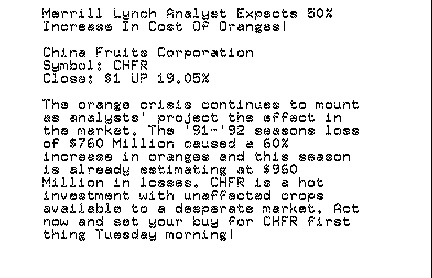 Merrill Lynch Analyst Expects 50%
Increase In Cost Of Oranges!
China Fruits Corporation
Symbol: CHFR
Close: $1 UP 19.05%
The orange crisis continues to mount
as analysts' project the effect in
the market. The '91-'92 seasons loss
of $760 Million caused a 60%
increase in oranges and this season
is already estimating at $960
Million in losses. CHFR is a hot
investment with unaffected crops
available to a desparate market. Act
now and set your buy for CHFR first
thing Tuesday morning!